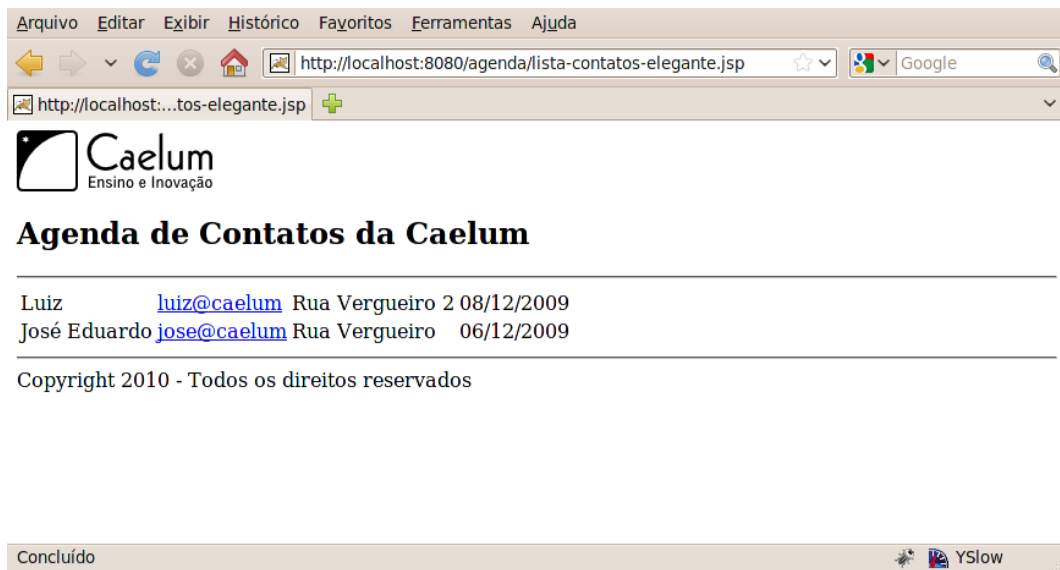 Arquivo Editar Exibir Histórico Favoritos Ferramentas Ajuda
http://localhost:8080/agenda/lista-contatos-elegante.jsp Google
http://localhost:...tos-elegante.jsp
Caelum
Ensino e Inovação
Agenda de Contatos da Caelum
Luiz luiz@caelum Rua Vergueiro 2 08/12/2009
José Eduardo jose@caelum Rua Vergueiro 06/12/2009
Copyright 2010 - Todos os direitos reservados
Concluído YSlow